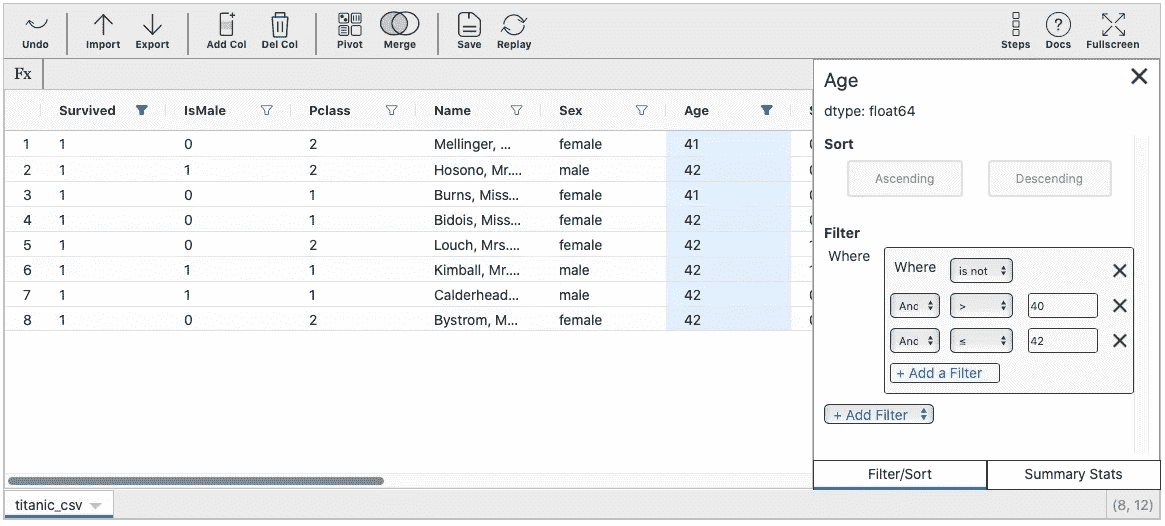 Undo Import Export Add Col Del Col Pivot Merge Save Replay Steps Docs Fullscreen
Fx
Survived IsMale Pclass Name Sex Age
1 1 0 2 Mellinger, ... female 41
2 1 1 2 Hosono, Mr.... male 42
3 1 0 1 Burns, Miss... female 41
4 1 0 1 Bidois, Miss... female 42
5 1 0 2 Louch, Mrs.... female 42
6 1 1 1 Kimball, Mr.... male 42
7 1 1 1 Calderhead... male 42
8 1 0 2 Bystrom, M... female 42
titanic_csv
Age
dtype: float64
Sort
Ascending Descending
Filter
Where
Where is not
And > 40
And ≤ 42
+ Add a Filter
+ Add Filter
Filter/Sort Summary Stats
(8, 12)